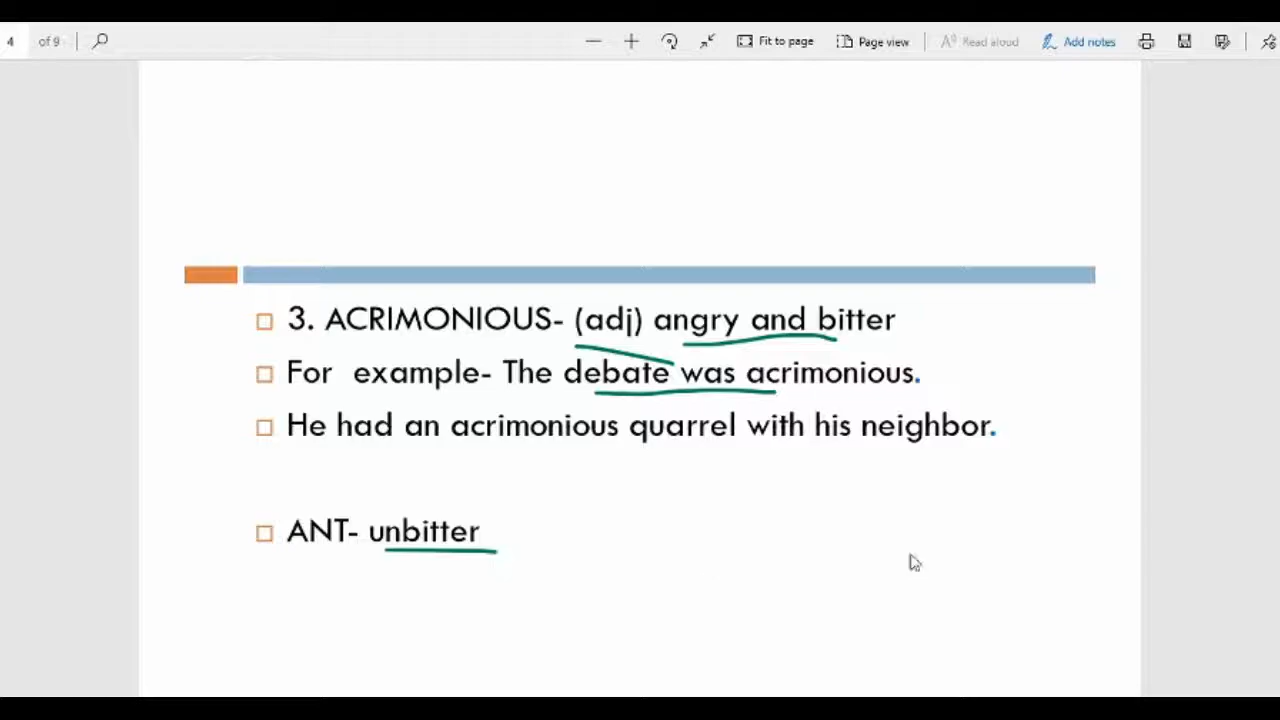 4 of 9 Fit to page Page view Read aloud Add notes
3. ACRIMONIOUS- (adj) angry and bitter
For example- The debate was acrimonious.
He had an acrimonious quarrel with his neighbor.
ANT- unbitter